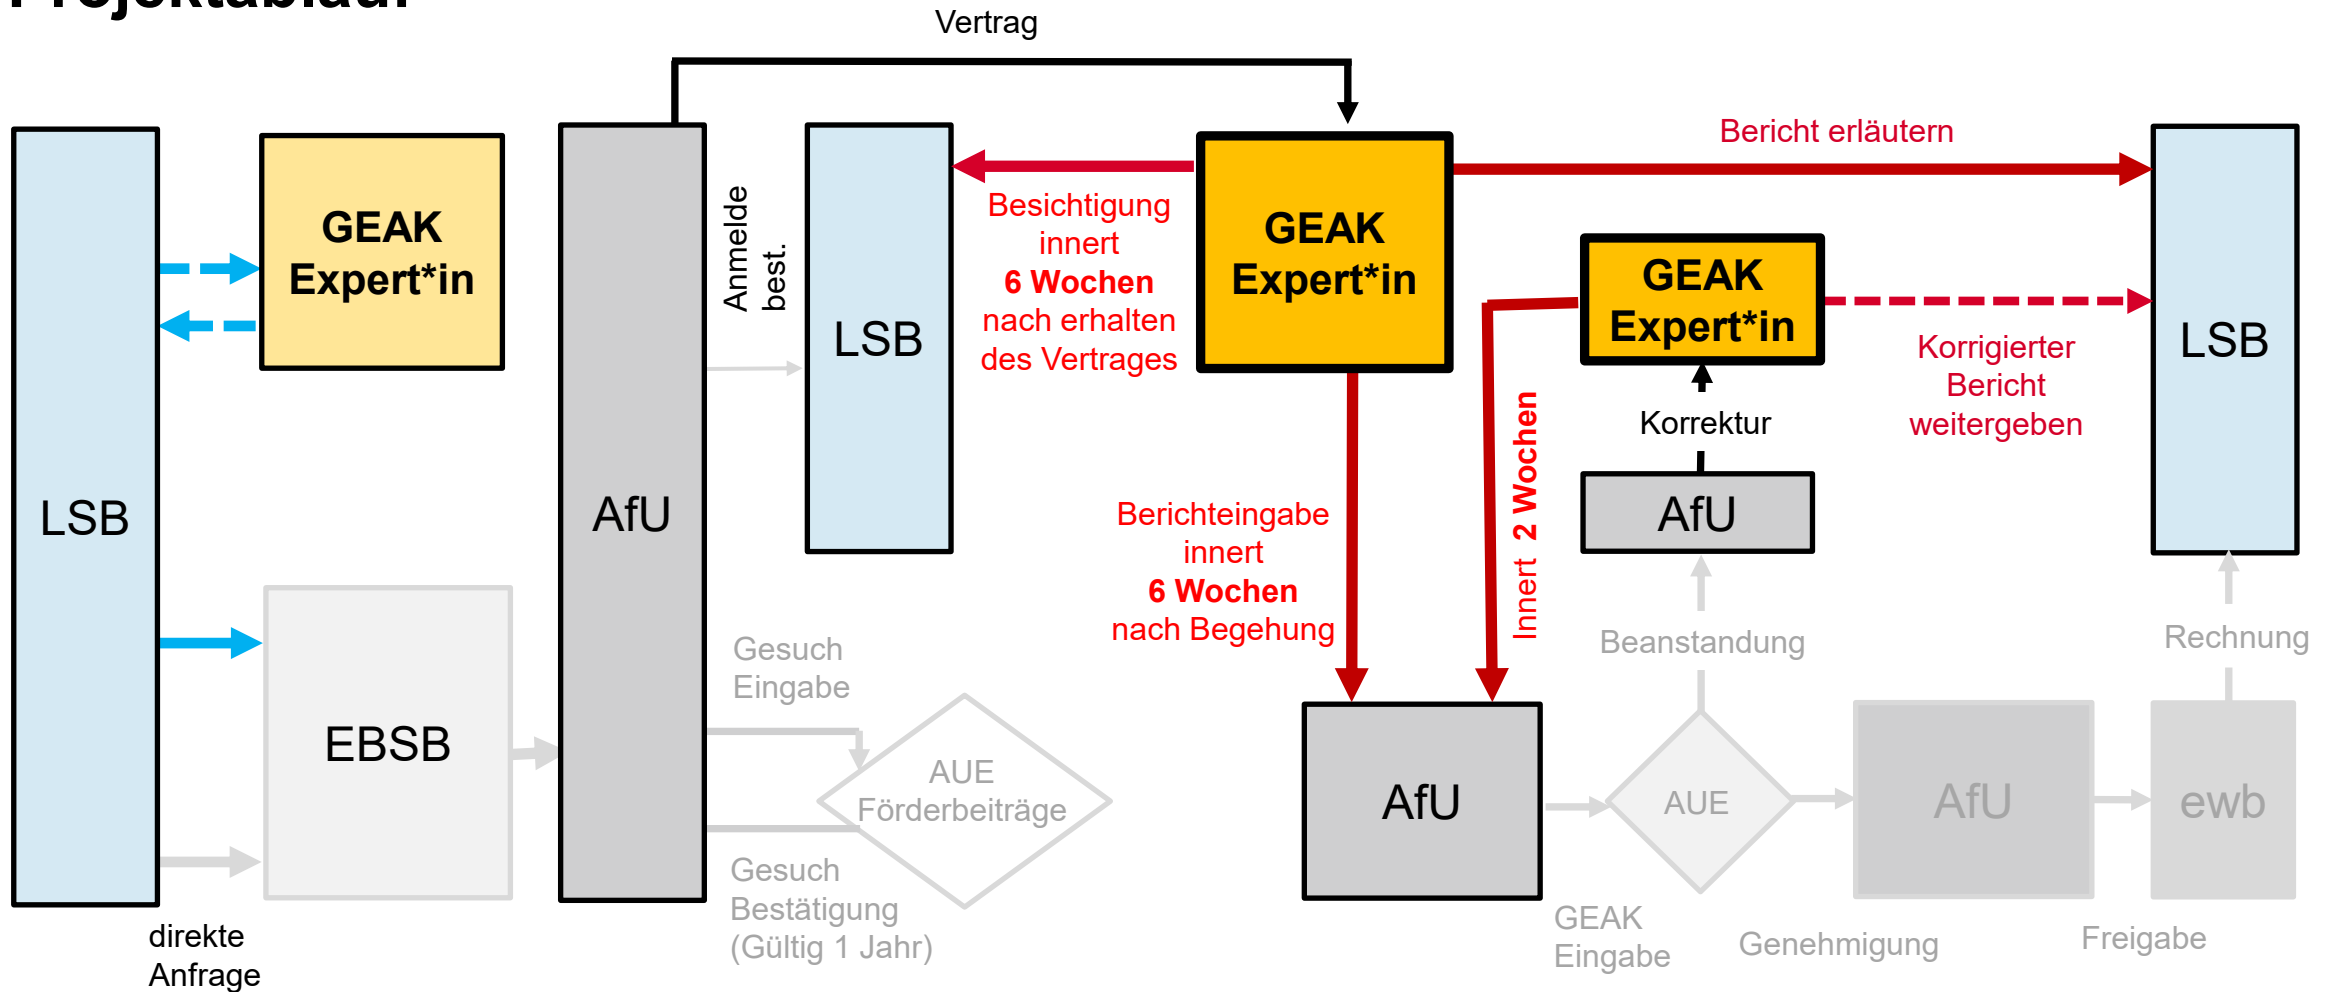 Projektablauf
Vertrag
LSB
GEAK
Expert*in
AfU
Anmelde
best.
LSB
Besichtigung
innert
6 Wochen
nach erhalten
des Vertrages
GEAK
Expert*in
Bericht erläutern
GEAK
Expert*in
Korrigierter
Bericht
weitergeben
LSB
Korrektur
AfU
Innert 2 Wochen
Berichteingabe
innert
6 Wochen
nach Begehung
EBSB
Gesuch
Eingabe
AUE
Förderbeiträge
Gesuch
Bestätigung
(Gültig 1 Jahr)
direkte
Anfrage
Beanstandung
Rechnung
AfU
AUE
AfU
ewb
GEAK
Eingabe
Genehmigung
Freigabe